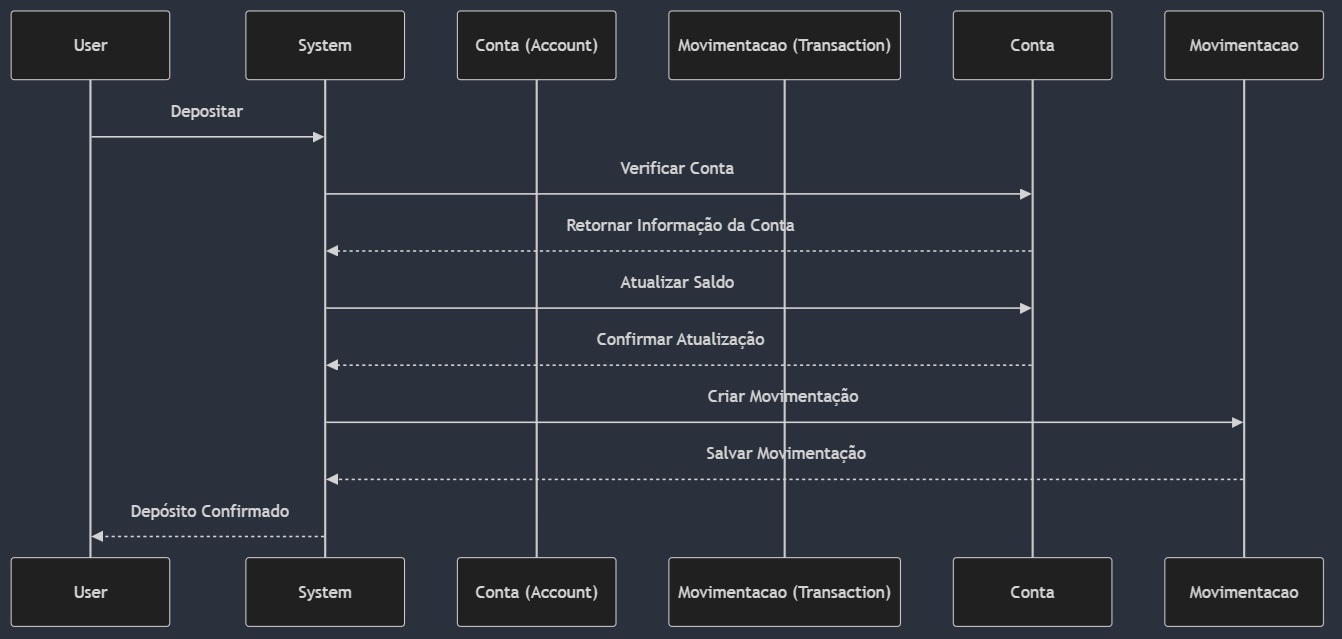 User
System
Conta (Account)
Movimentacao (Transaction)
Conta
Movimentacao
Depositar
Verificar Conta
Retornar Informação da Conta
Atualizar Saldo
Confirmar Atualização
Criar Movimentação
Salvar Movimentação
Depósito Confirmado
User
System
Conta (Account)
Movimentacao (Transaction)
Conta
Movimentacao